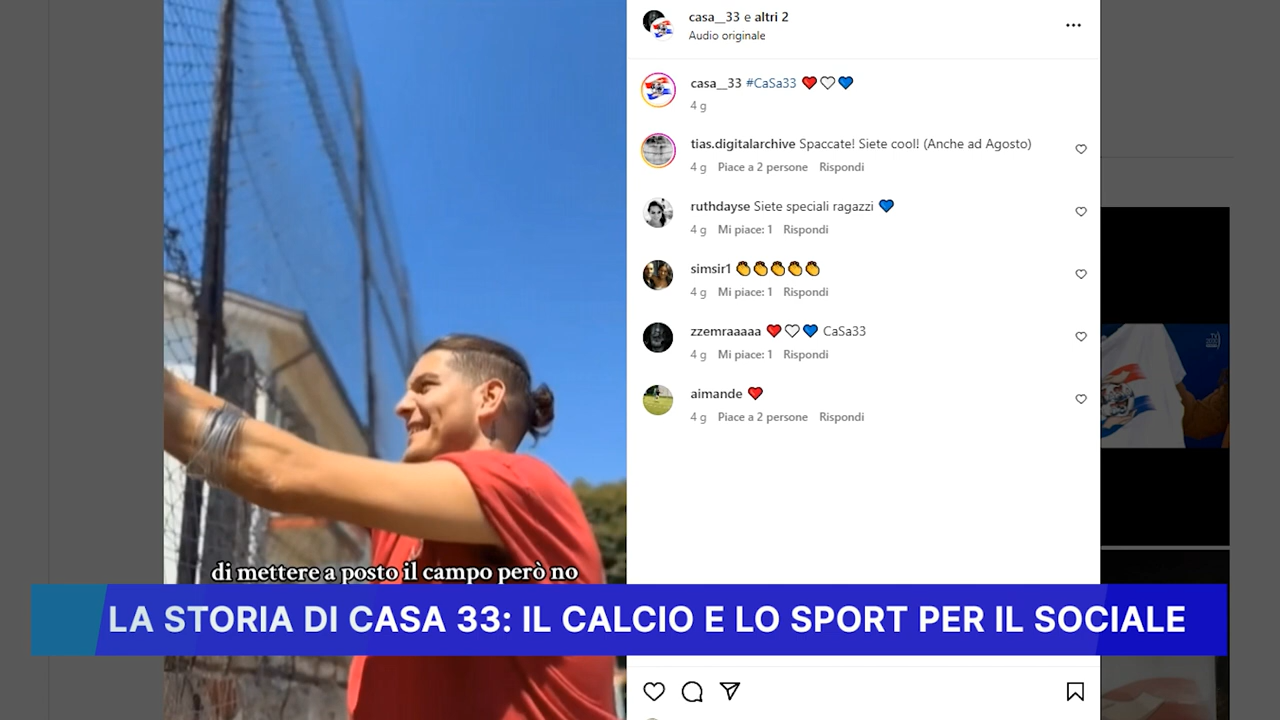 casa__33 e altri 2
Audio originale
casa__33 #CaSa33 ❤️🤍💙
4 g
tias.digitalarchive Spaccate! Siete cool! (Anche ad Agosto)
4 g Piace a 2 persone Rispondi
ruthdayse Siete speciali ragazzi 💙
4 g Mi piace: 1 Rispondi
simsir1 👏👏👏👏👏
4 g Mi piace: 1 Rispondi
zzemraaaaa ❤️🤍💙 CaSa33
4 g Mi piace: 1 Rispondi
aimande ❤️
4 g Piace a 2 persone Rispondi
di mettere a posto il campo però no
LA STORIA DI CASA 33: IL CALCIO E LO SPORT PER IL SOCIALE